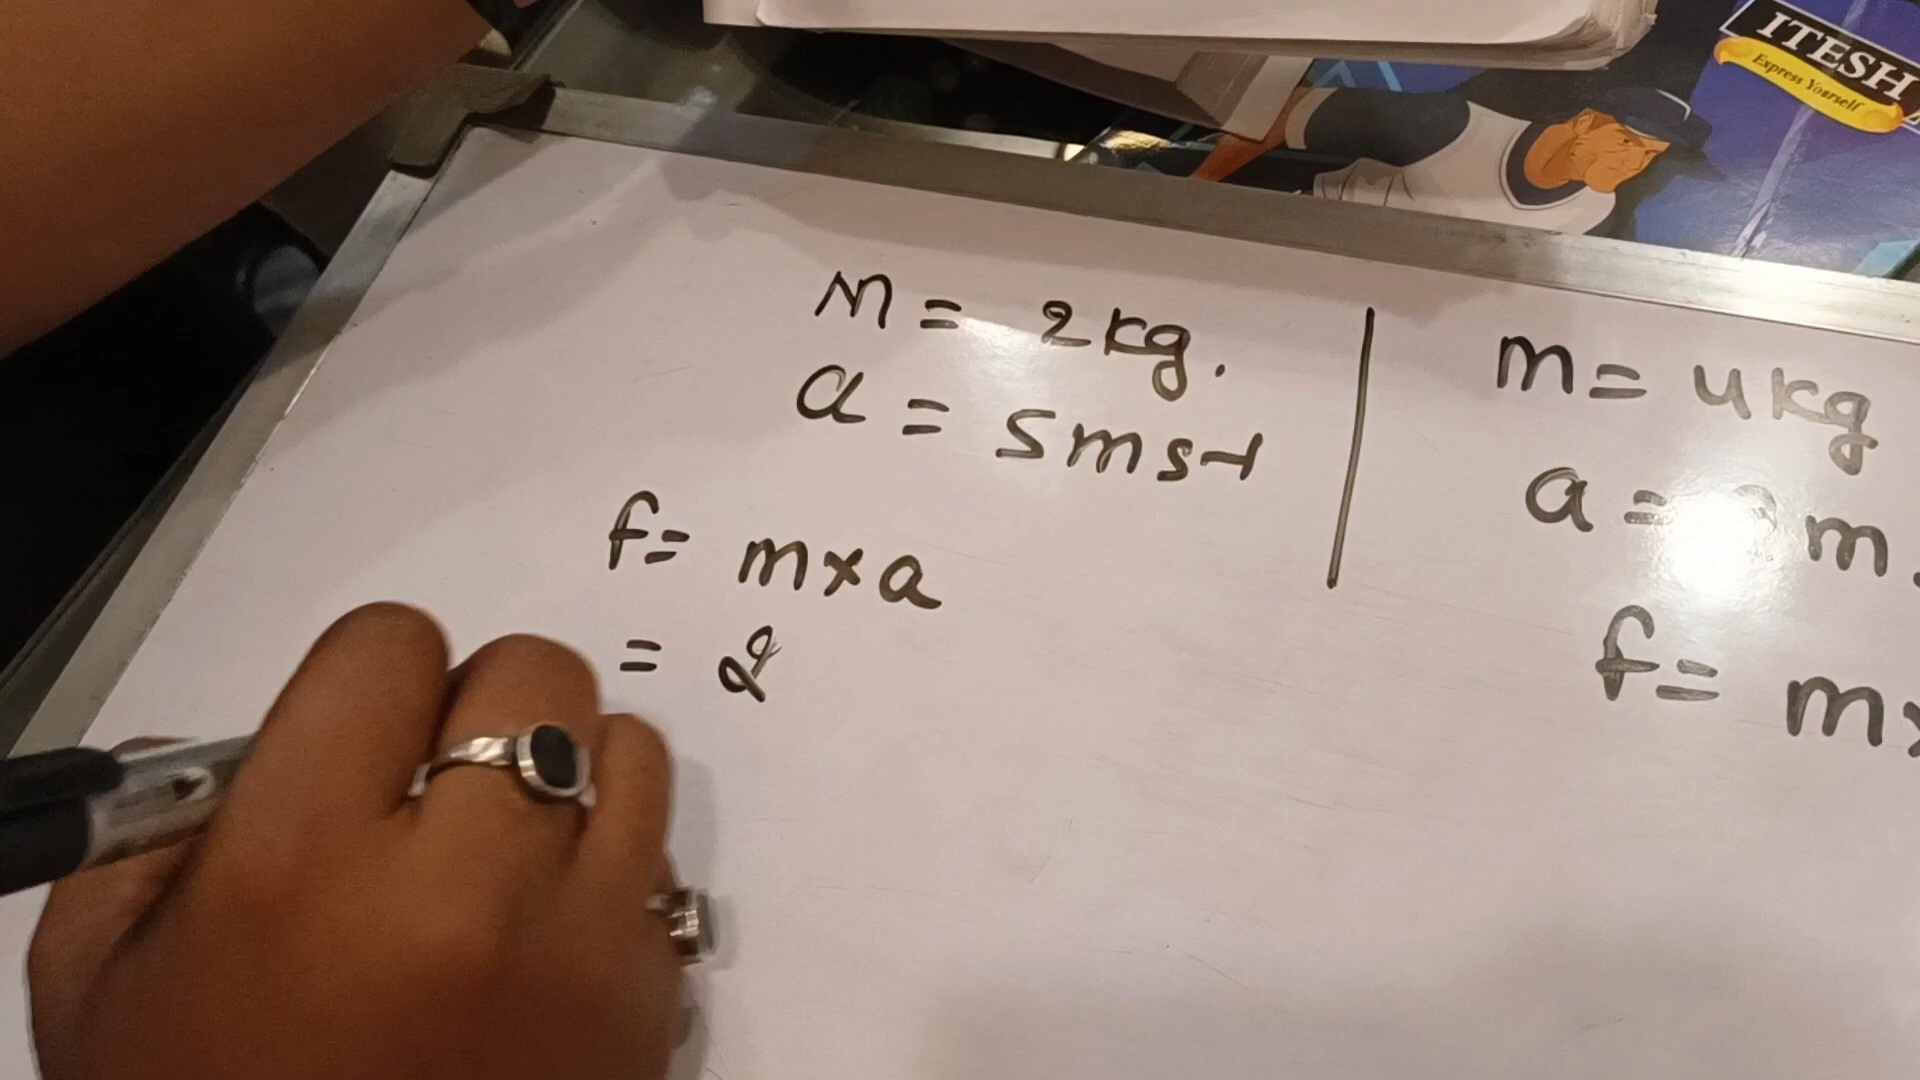 ITESH
Express Yourself
M = 2kg.
a = 5ms-1
f = m×a
= 2
m = 4kg
a = m
f = m×